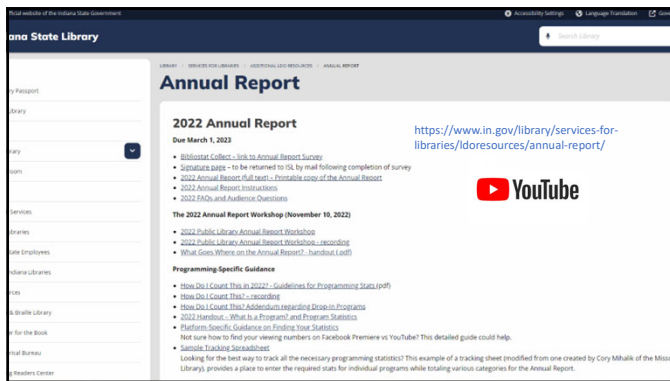 official website of the Indiana State Government
Accessibility Settings
Language Translation
Gove
ana State Library
Search Library
LIBRARY / SERVICES FOR LIBRARIES / ADDITIONAL LDO RESOURCES / ANNUAL REPORT
Annual Report
ry Passport
Library
rary
oom
Services
ibraries
ate Employees
ndiana Libraries
rces
& Braille Library
er for the Book
orical Bureau
g Readers Center
2022 Annual Report
Due March 1, 2023
• Bibliostat Collect – link to Annual Report Survey
• Signature page – to be returned to ISL by mail following completion of survey
• 2022 Annual Report (full text) – Printable copy of the Annual Report
• 2022 Annual Report Instructions
• 2022 FAQs and Audience Questions
The 2022 Annual Report Workshop (November 10, 2022)
• 2022 Public Library Annual Report Workshop
• 2022 Public Library Annual Report Workshop - recording
• What Goes Where on the Annual Report? - handout (.pdf)
Programming-Specific Guidance
• How Do I Count This in 2022? - Guidelines for Programming Stats (pdf)
• How Do I Count This? – recording
• How Do I Count This? Addendum regarding Drop-in Programs
• 2022 Handout – What Is a Program? and Program Statistics
• Platform-Specific Guidance on Finding Your Statistics
Not sure how to find your viewing numbers on Facebook Premiere vs YouTube? This detailed guide could help.
• Sample Tracking Spreadsheet
Looking for the best way to track all the necessary programming statistics? This example of a tracking sheet (modified from one created by Cory Mihalik of the Miss
Library), provides a place to enter the required stats for individual programs while totaling various categories for the Annual Report.
https://www.in.gov/library/services-for-
libraries/ldoresources/annual-report/
YouTube